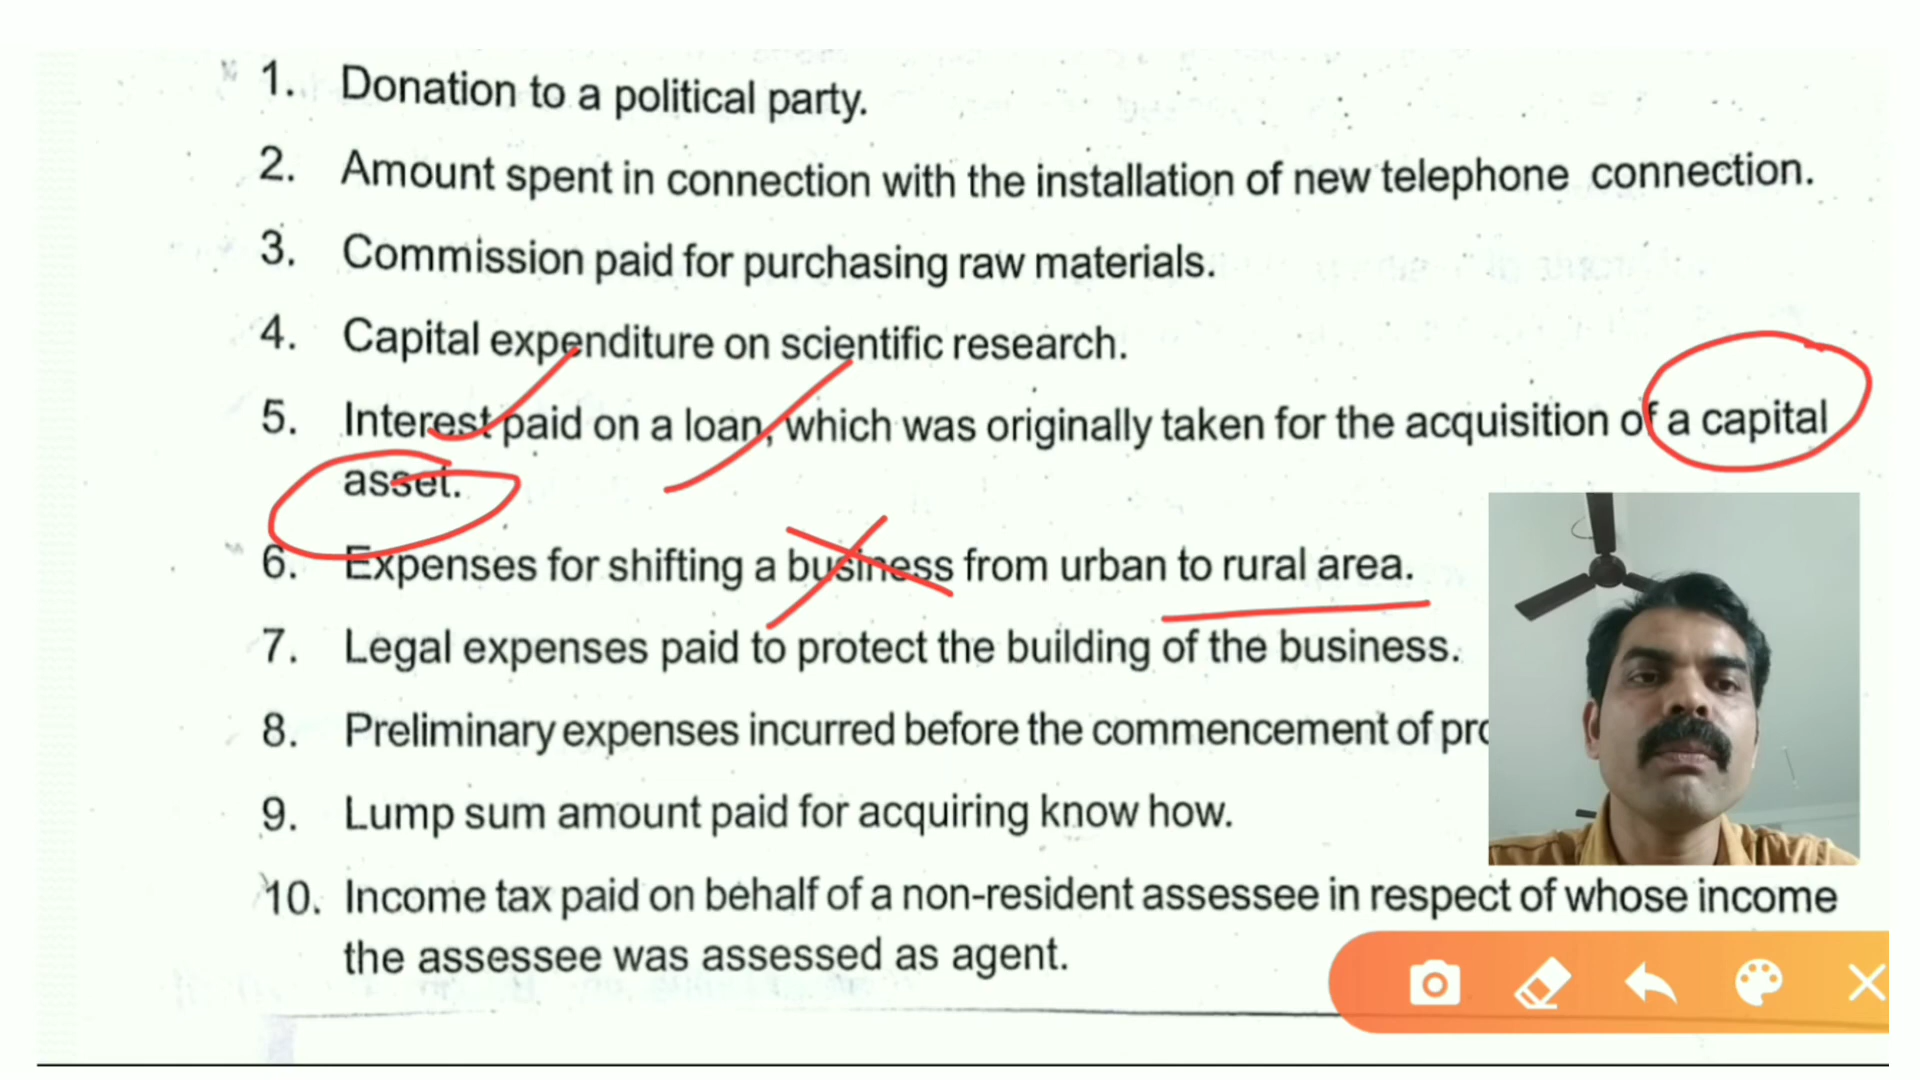 1. Donation to a political party.
2. Amount spent in connection with the installation of new telephone connection.
3. Commission paid for purchasing raw materials.
4. Capital expenditure on scientific research.
5. Interest paid on a loan, which was originally taken for the acquisition of a capital
asset.
6. Expenses for shifting a business from urban to rural area.
7. Legal expenses paid to protect the building of the business.
8. Preliminary expenses incurred before the commencement of
9. Lump sum amount paid for acquiring know how.
10. Income tax paid on behalf of a non-resident assessee in respect of whose income
the assessee was assessed as agent.